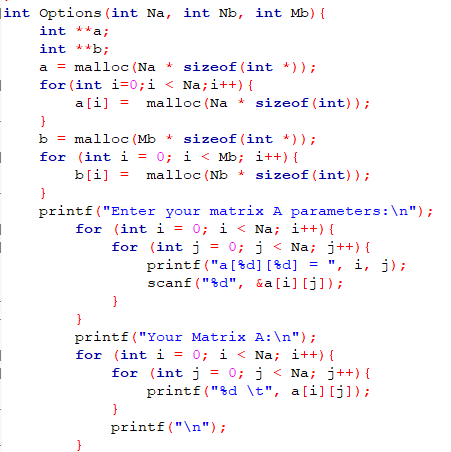 int Options(int Na, int Nb, int Mb){
    int **a;
    int **b;
    a = malloc(Na * sizeof(int *));
    for(int i=0;i < Na;i++){
        a[i] =  malloc(Na * sizeof(int));
    }
    b = malloc(Mb * sizeof(int *));
    for (int i = 0; i < Mb; i++){
        b[i] =  malloc(Nb * sizeof(int));
    }
    printf("Enter your matrix A parameters:\n");
        for (int i = 0; i < Na; i++){
            for (int j = 0; j < Na; j++){
                printf("a[%d][%d] = ", i, j);
                scanf("%d", &a[i][j]);
            }
        }
        printf("Your Matrix A:\n");
        for (int i = 0; i < Na; i++){
            for (int j = 0; j < Na; j++){
                printf("%d \t", a[i][j]);
            }
            printf("\n");
        }